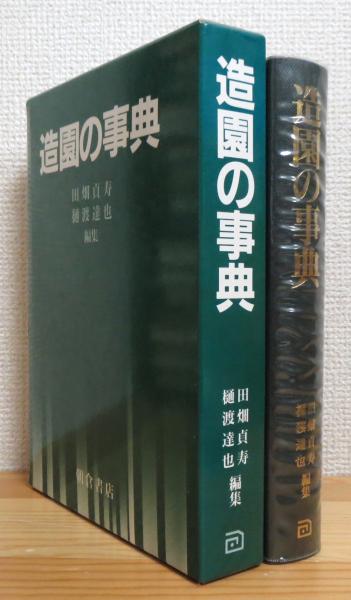 造園の事典
田畑貞寿
樋渡達也
編集
朝倉書店
造園の事典
田畑貞寿
樋渡達也
編集
造園の事典
田畑貞寿
樋渡達也
編集